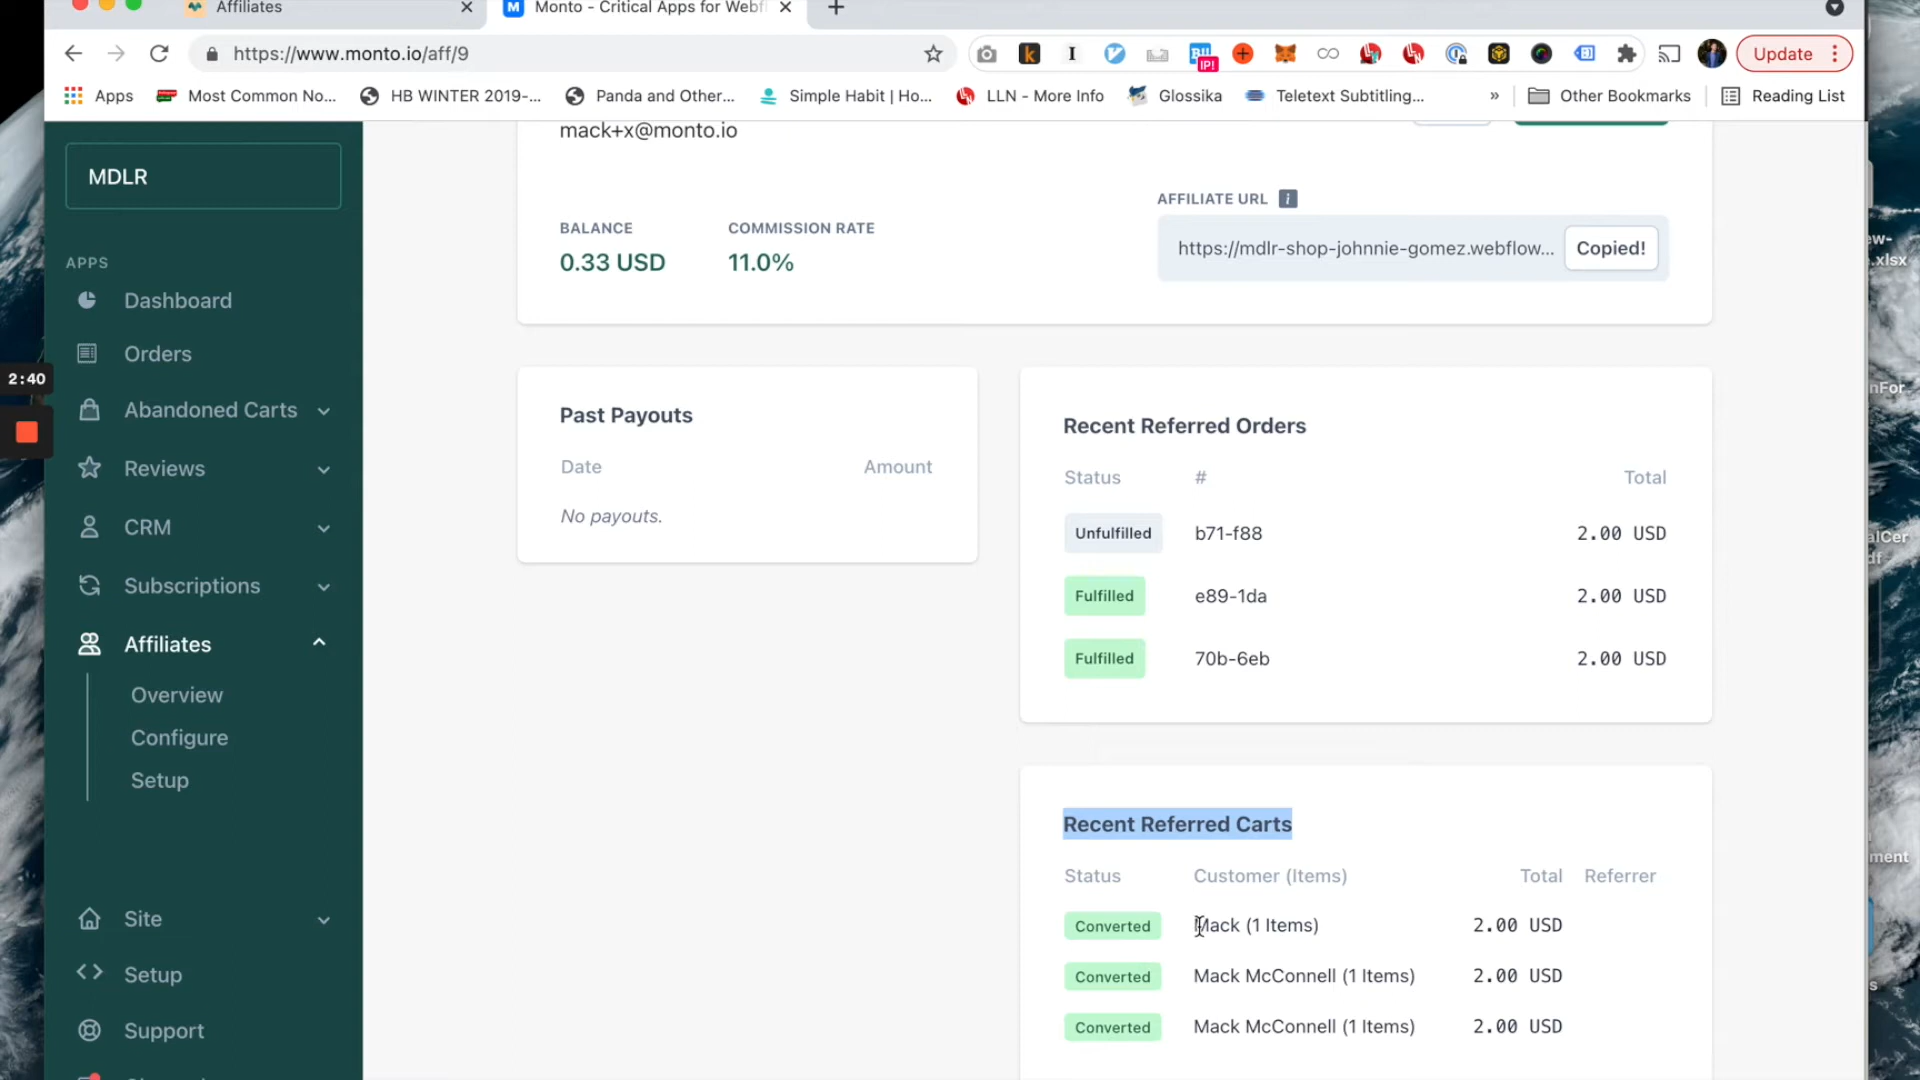 Affiliates
Monto - Critical Apps for Webf
https://www.monto.io/aff/9
IP!
Update
Apps
Most Common No...
HB WINTER 2019-...
Panda and Other...
Simple Habit | Ho...
LLN - More Info
Glossika
Teletext Subtitling...
»
Other Bookmarks
Reading List
MDLR
APPS
Dashboard
Orders
Abandoned Carts
Reviews
CRM
Subscriptions
Affiliates
Overview
Configure
Setup
Site
Setup
Support
2:40
mack+x@monto.io
BALANCE
COMMISSION RATE
0.33 USD
11.0%
AFFILIATE URL
https://mdlr-shop-johnnie-gomez.webflow...
Copied!
Past Payouts
Date Amount
No payouts.
Recent Referred Orders
Status # Total
Unfulfilled b71-f88 2.00 USD
Fulfilled e89-1da 2.00 USD
Fulfilled 70b-6eb 2.00 USD
Recent Referred Carts
Status Customer (Items) Total Referrer
Converted Mack (1 Items) 2.00 USD
Converted Mack McConnell (1 Items) 2.00 USD
Converted Mack McConnell (1 Items) 2.00 USD
.xlsx